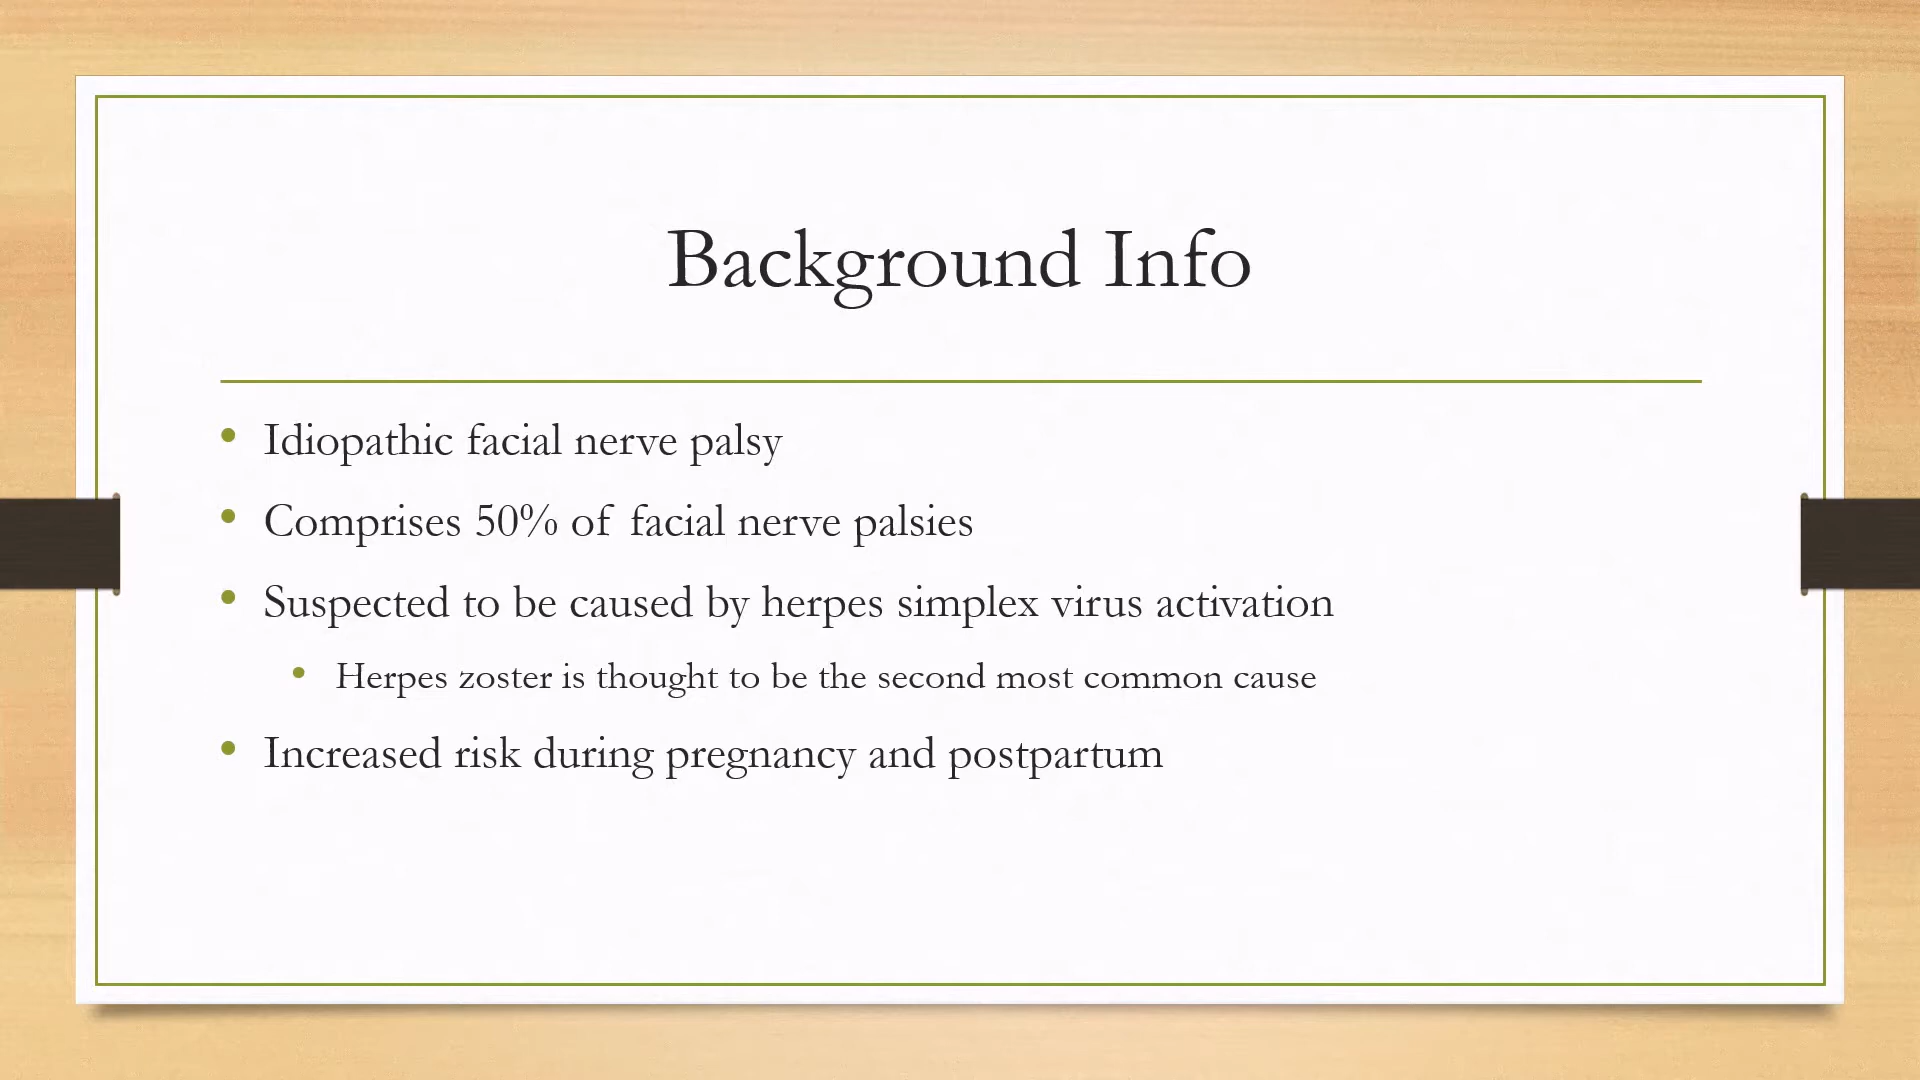 Background Info
• Idiopathic facial nerve palsy
• Comprises 50% of facial nerve palsies
• Suspected to be caused by herpes simplex virus activation
• Herpes zoster is thought to be the second most common cause
• Increased risk during pregnancy and postpartum